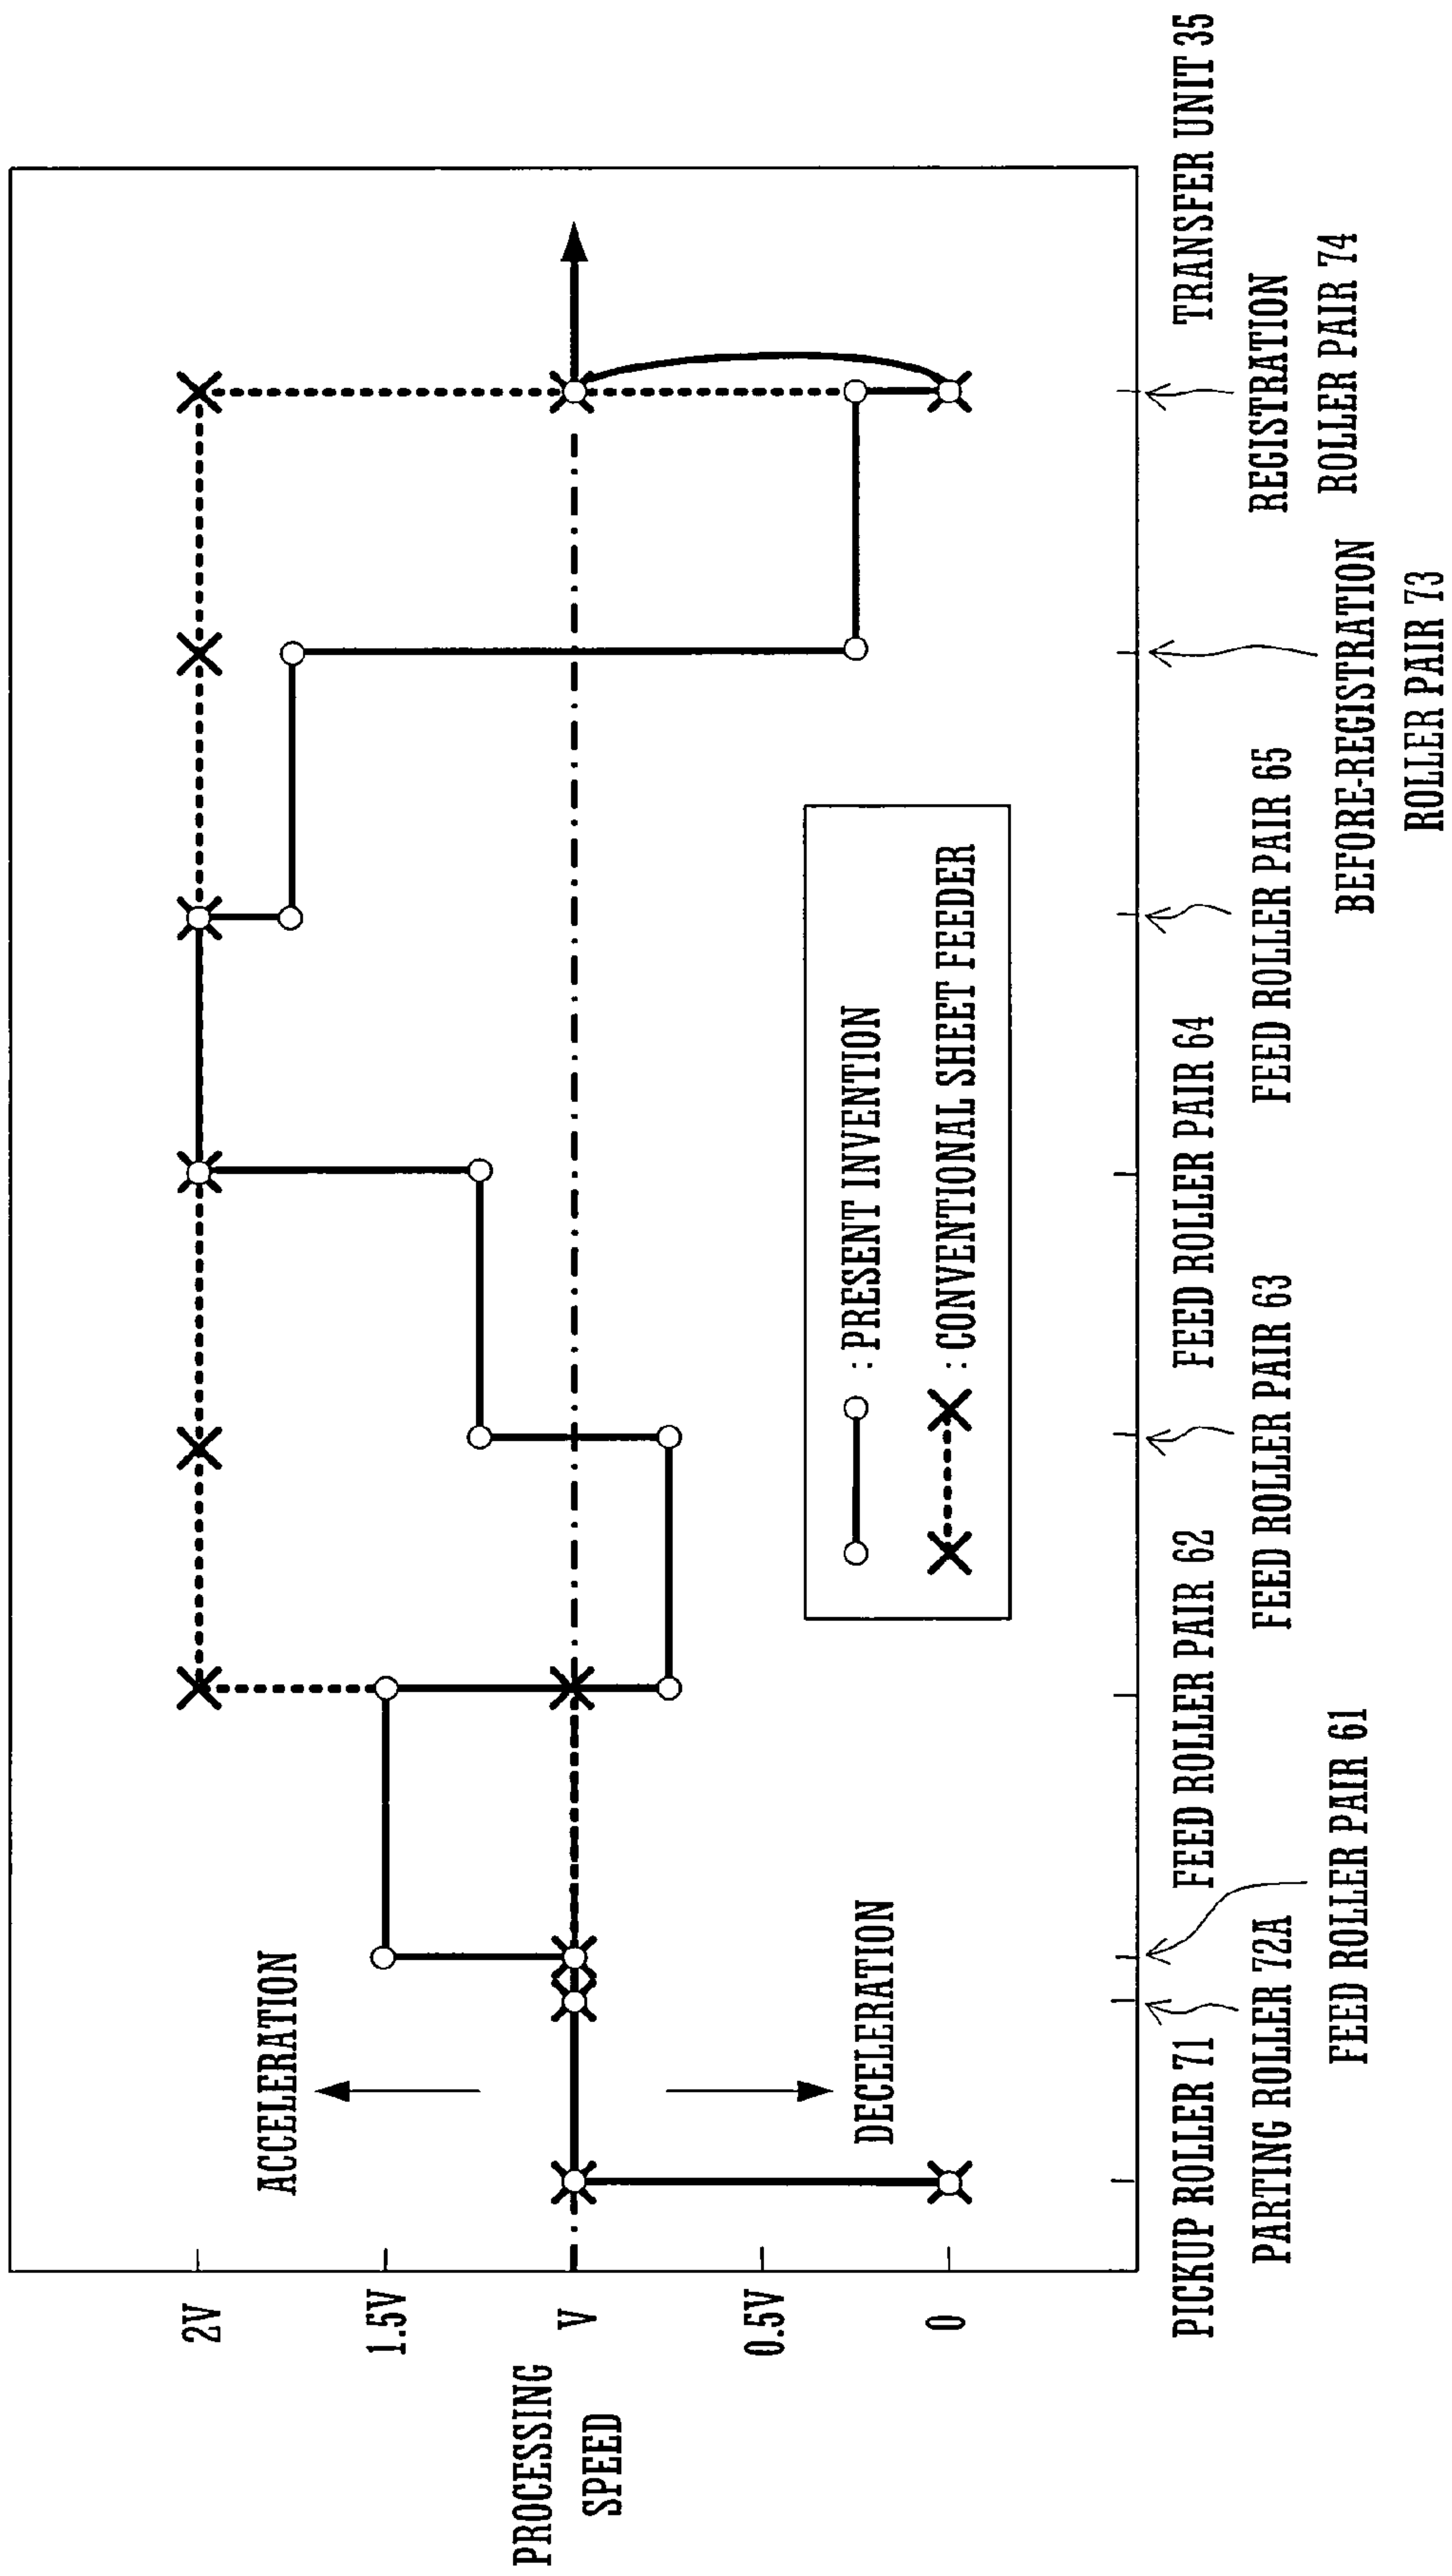 2V
1.5V
V
0.5V
0
PROCESSING
SPEED
ACCELERATION
DECELERATION
: PRESENT INVENTION
: CONVENTIONAL SHEET FEEDER
PICKUP ROLLER 71
PARTING ROLLER 72A
FEED ROLLER PAIR 61
FEED ROLLER PAIR 62
FEED ROLLER PAIR 63
FEED ROLLER PAIR 64
FEED ROLLER PAIR 65
BEFORE-REGISTRATION
ROLLER PAIR 73
REGISTRATION
ROLLER PAIR 74
TRANSFER UNIT 35